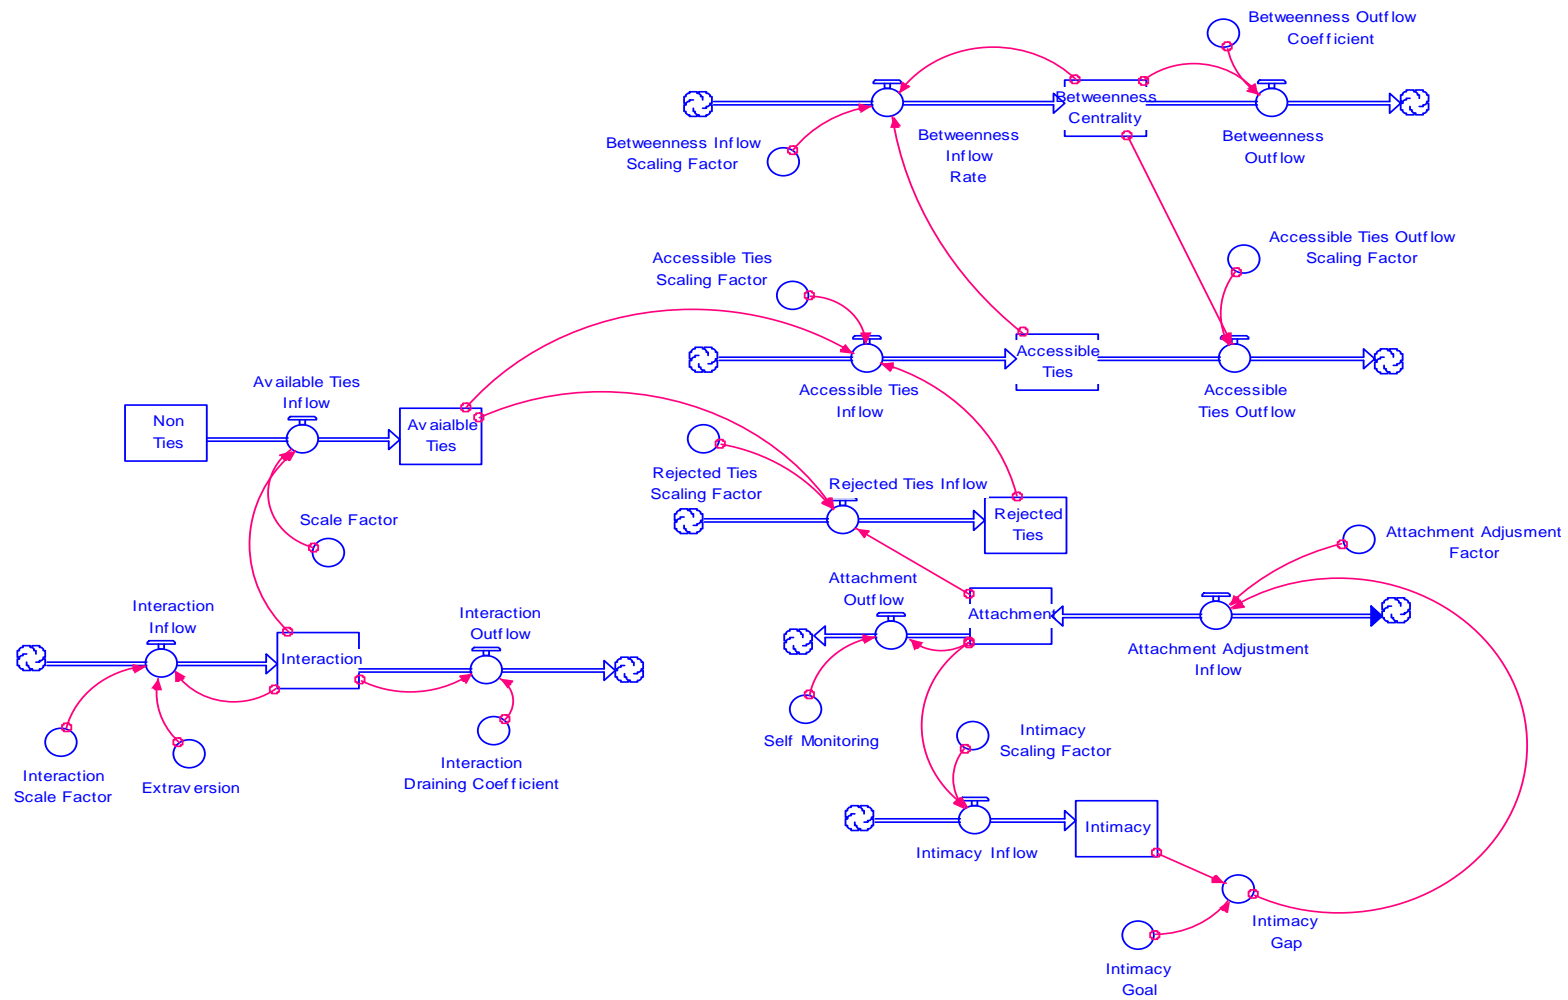 Betweenness Outflow
Coefficient
Betweenness
Centrality
Betweenness Inflow
Scaling Factor
Betweenness
Inflow
Rate
Betweenness
Outflow
Accessible Ties
Scaling Factor
Accessible Ties Outflow
Scaling Factor
Accessible
Ties
Accessible Ties
Inflow
Accessible
Ties Outflow
Available Ties
Inflow
Non
Ties
Avaialble
Ties
Rejected Ties
Scaling Factor
Rejected Ties Inflow
Rejected
Ties
Scale Factor
Attachment Adjusment
Factor
Attachment
Outflow
Attachment
Attachment Adjustment
Inflow
Interaction
Inflow
Interaction
Outflow
Interaction
Self Monitoring
Intimacy
Scaling Factor
Interaction
Scale Factor
Extraversion
Interaction
Draining Coefficient
Intimacy
Intimacy Inflow
Intimacy
Gap
Intimacy
Goal